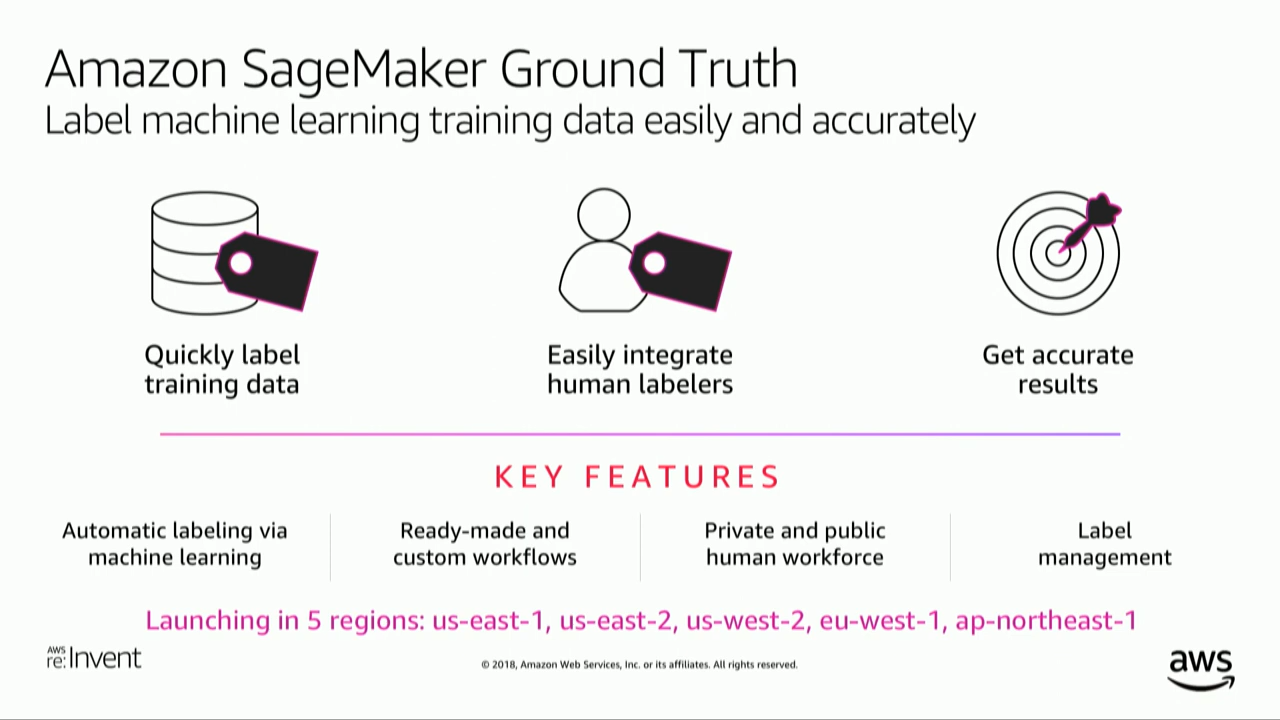 Amazon SageMaker Ground Truth
Label machine learning training data easily and accurately
Quickly label
training data
Easily integrate
human labelers
Get accurate
results
KEY FEATURES
Automatic labeling via
machine learning
Ready-made and
custom workflows
Private and public
human workforce
Label
management
Launching in 5 regions: us-east-1, us-east-2, us-west-2, eu-west-1, ap-northeast-1
AWS
re:Invent
© 2018, Amazon Web Services, Inc. or its affiliates. All rights reserved.
aws